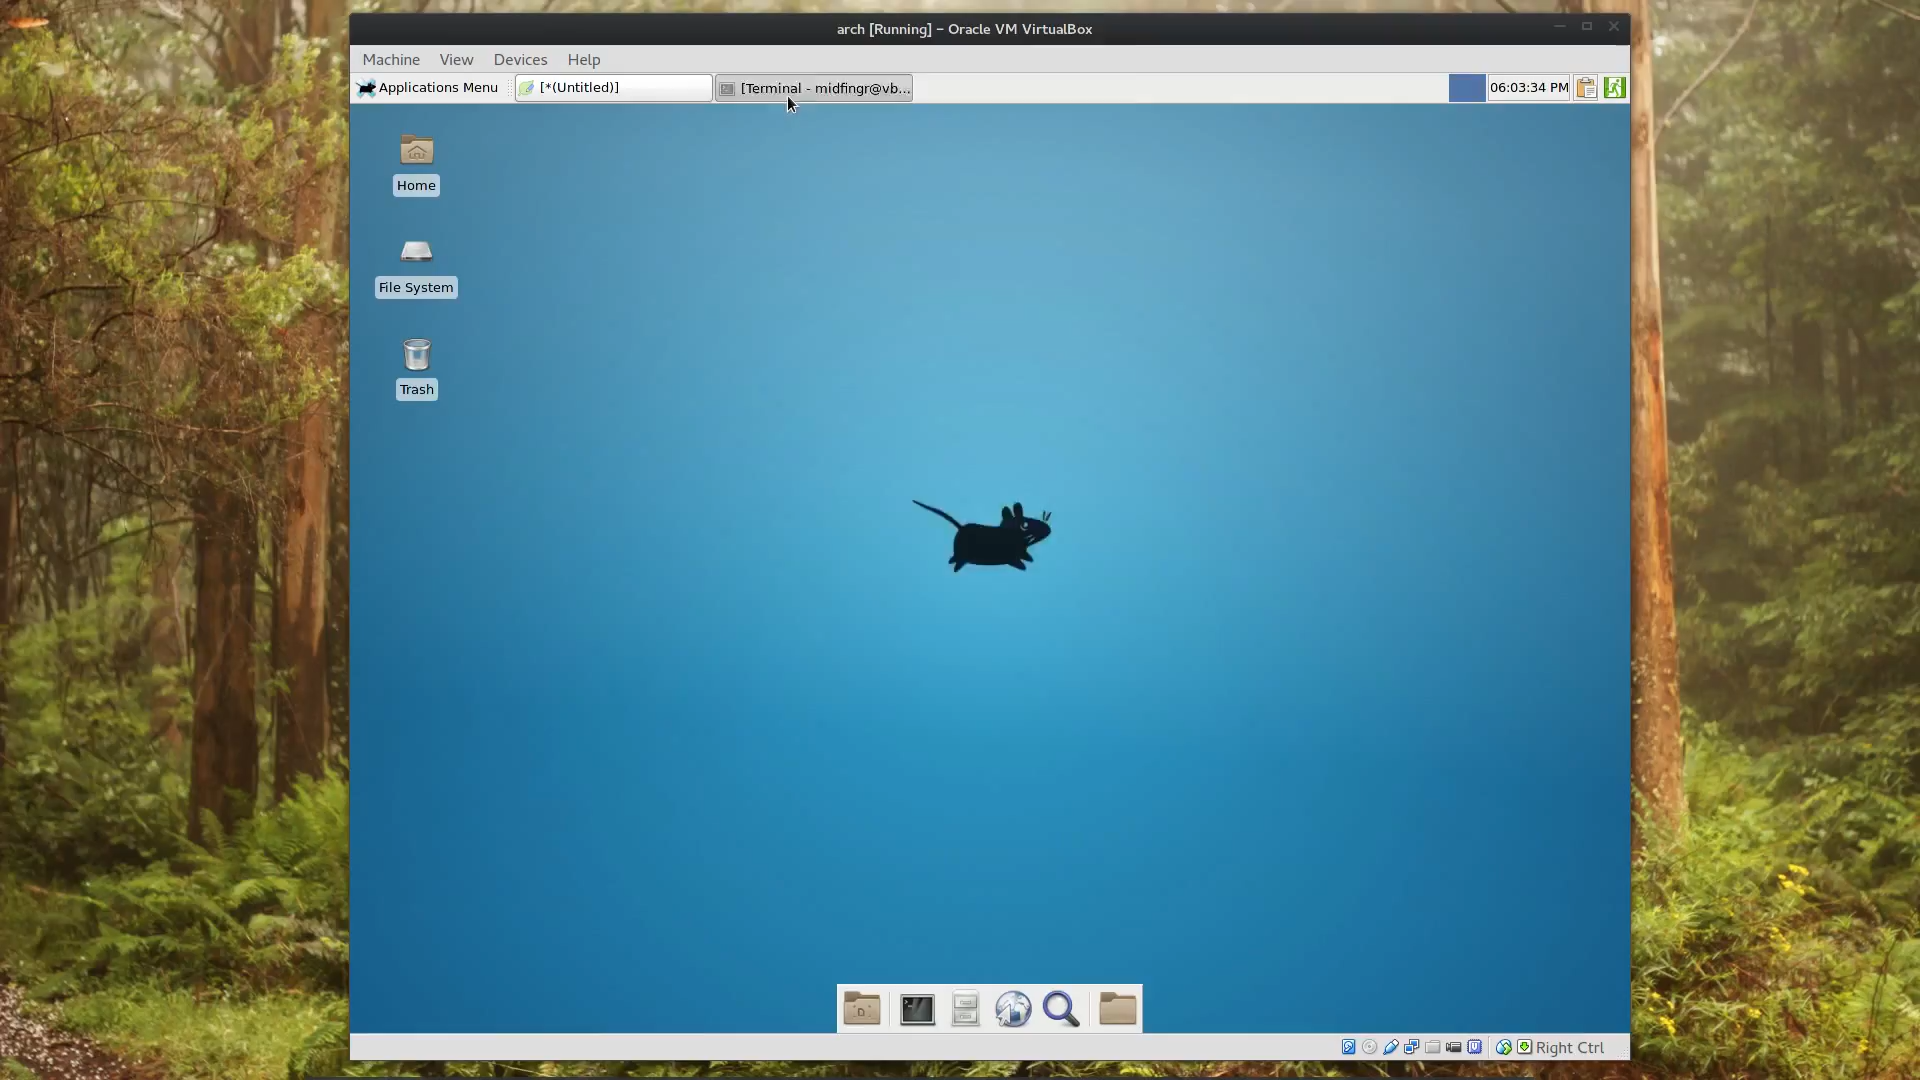 arch [Running] – Oracle VM VirtualBox
Machine View Devices Help
Applications Menu [*(Untitled)] [Terminal - midfingr@vb... 06:03:34 PM
Home
File System
Trash
Right Ctrl